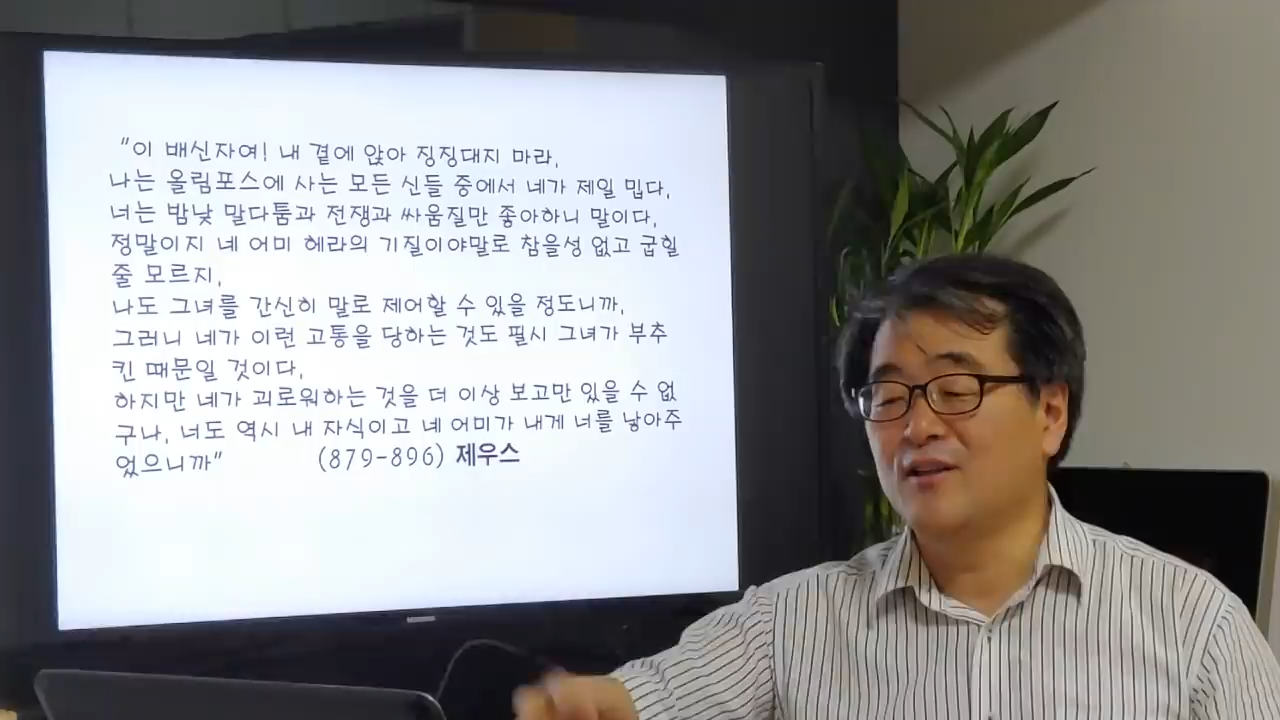 "이 배신자여! 내 곁에 앉아 징징대지 마라,
나는 올림포스에 사는 모든 신들 중에서 네가 제일 밉다,
너는 밤낮 말다툼과 전쟁과 싸움질만 좋아하니 말이다,
정말이지 네 어미 헤라의 기질이야말로 참을성 없고 굽힐
줄 모르지,
나도 그녀를 간신히 말로 제어할 수 있을 정도니까,
그러니 네가 이런 고통을 당하는 것도 필시 그녀가 부추
킨 때문일 것이다,
하지만 네가 괴로워하는 것을 더 이상 보고만 있을 수 없
구나, 너도 역시 내 자식이고 네 어미가 내게 너를 낳아주
었으니까" (879-896) 제우스